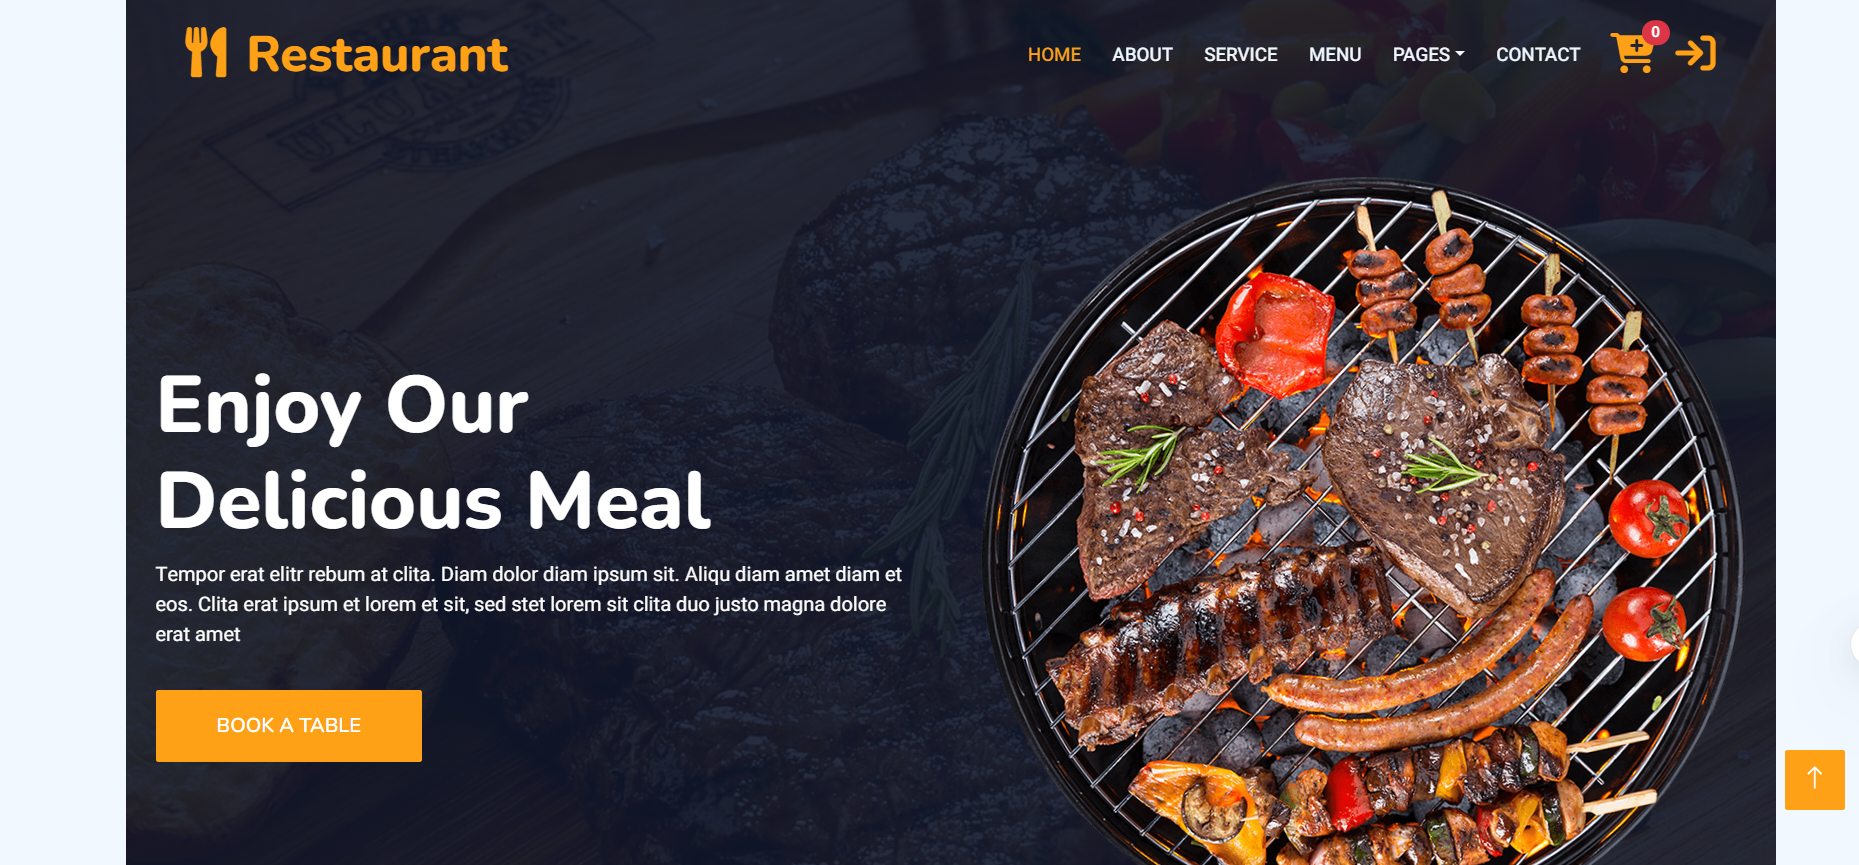 Restaurant
HOME ABOUT SERVICE MENU PAGES CONTACT 0
Enjoy Our
Delicious Meal
Tempor erat elitr rebum at clita. Diam dolor diam ipsum sit. Aliqu diam amet diam et
eos. Clita erat ipsum et lorem et sit, sed stet lorem sit clita duo justo magna dolore
erat amet
BOOK A TABLE